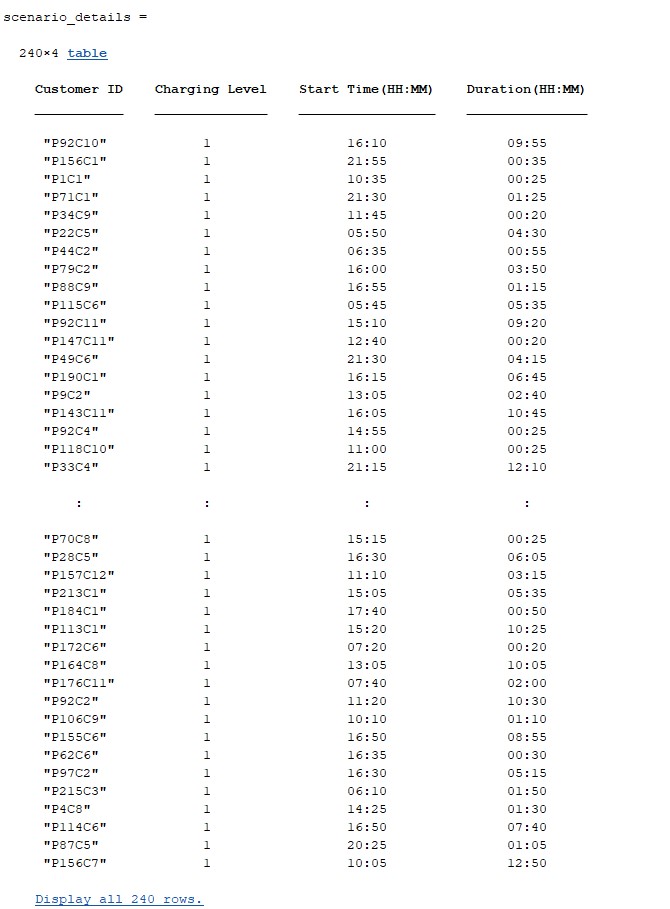 scenario_details =
240×4 table
Customer ID Charging Level Start Time(HH:MM) Duration(HH:MM)
"P92C10" 1 16:10 09:55
"P156C1" 1 21:55 00:35
"P1C1" 1 10:35 00:25
"P71C1" 1 21:30 01:25
"P34C9" 1 11:45 00:20
"P22C5" 1 05:50 04:30
"P44C2" 1 06:35 00:55
"P79C2" 1 16:00 03:50
"P88C9" 1 16:55 01:15
"P115C6" 1 05:45 05:35
"P92C11" 1 15:10 09:20
"P147C11" 1 12:40 00:20
"P49C6" 1 21:30 04:15
"P190C1" 1 16:15 06:45
"P9C2" 1 13:05 02:40
"P143C11" 1 16:05 10:45
"P92C4" 1 14:55 00:25
"P118C10" 1 11:00 00:25
"P33C4" 1 21:15 12:10
: : : :
"P70C8" 1 15:15 00:25
"P28C5" 1 16:30 06:05
"P157C12" 1 11:10 03:15
"P213C1" 1 15:05 05:35
"P184C1" 1 17:40 00:50
"P113C1" 1 15:20 10:25
"P172C6" 1 07:20 00:20
"P164C8" 1 13:05 10:05
"P176C11" 1 07:40 02:00
"P92C2" 1 11:20 10:30
"P106C9" 1 10:10 01:10
"P155C6" 1 16:50 08:55
"P62C6" 1 16:35 00:30
"P97C2" 1 16:30 05:15
"P215C3" 1 06:10 01:50
"P4C8" 1 14:25 01:30
"P114C6" 1 16:50 07:40
"P87C5" 1 20:25 01:05
"P156C7" 1 10:05 12:50
Display all 240 rows.